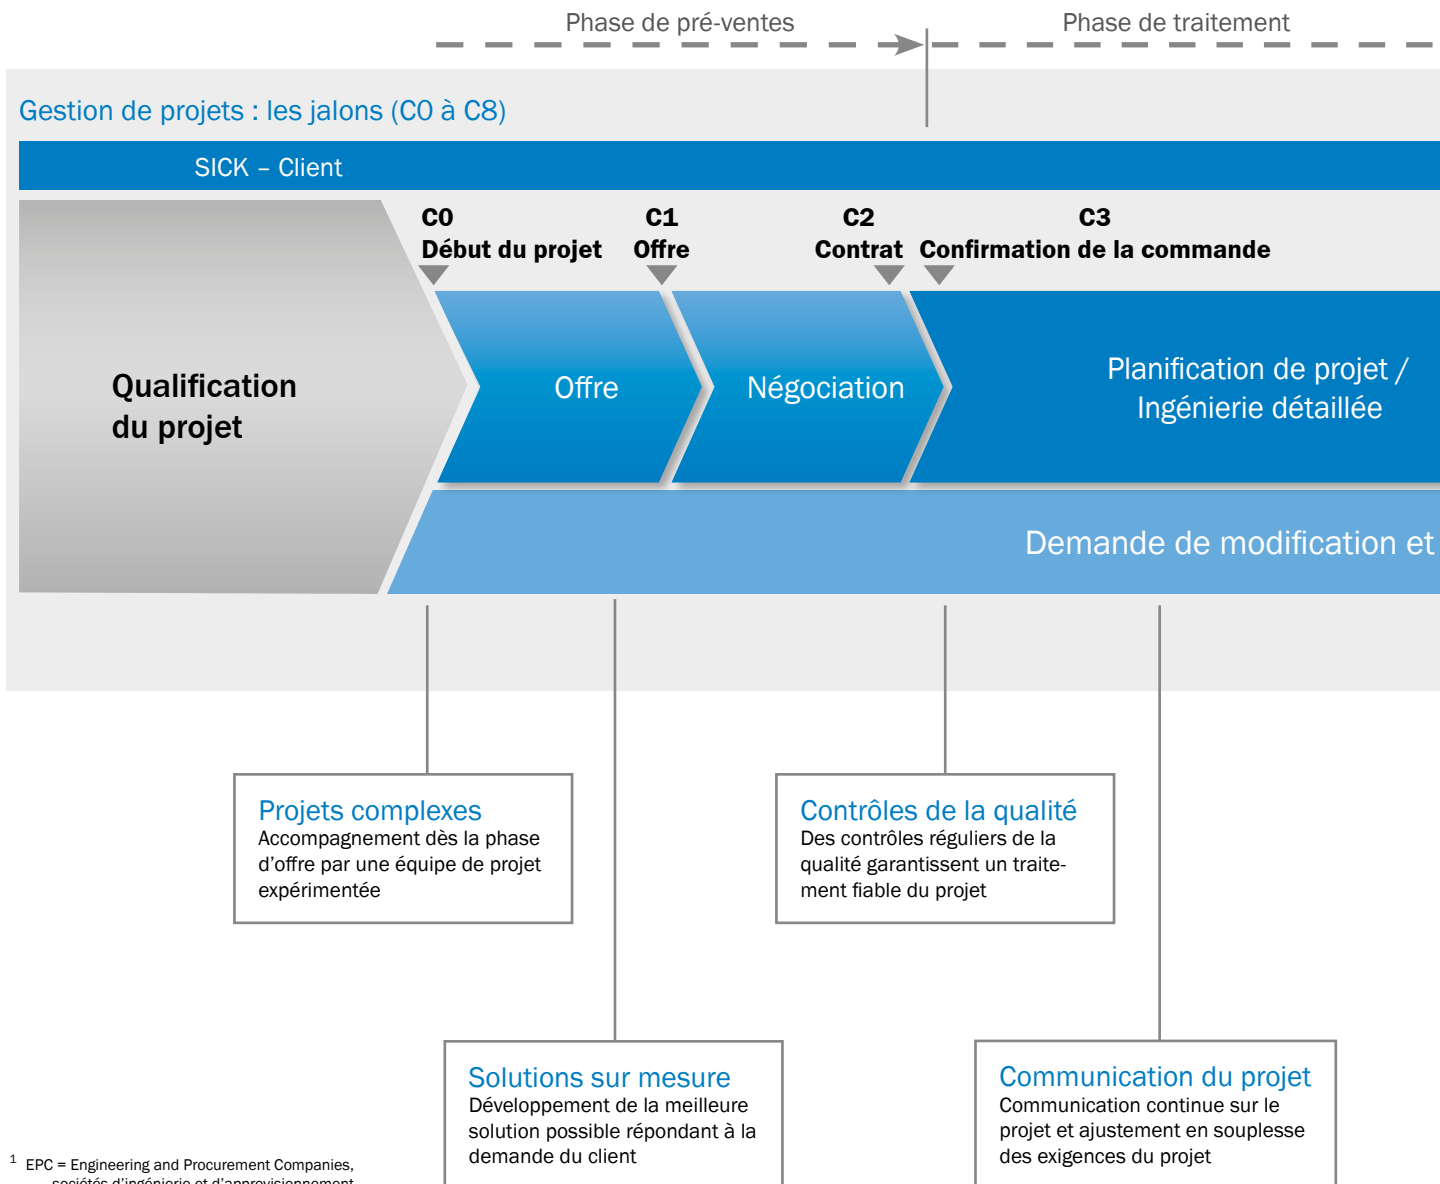 Phase de pré-ventes
Phase de traitement
Gestion de projets : les jalons (C0 à C8)
SICK – Client
C0
Début du projet
C1
Offre
C2
Contrat
C3
Confirmation de la commande
Qualification
du projet
Offre
Négociation
Planification de projet /
Ingénierie détaillée
Demande de modification et
Projets complexes
Accompagnement dès la phase
d’offre par une équipe de projet
expérimentée
Contrôles de la qualité
Des contrôles réguliers de la
qualité garantissent un traite-
ment fiable du projet
Solutions sur mesure
Développement de la meilleure
solution possible répondant à la
demande du client
Communication du projet
Communication continue sur le
projet et ajustement en souplesse
des exigences du projet
1 EPC = Engineering and Procurement Companies,
sociétés d’ingénierie et d’approvisionnement